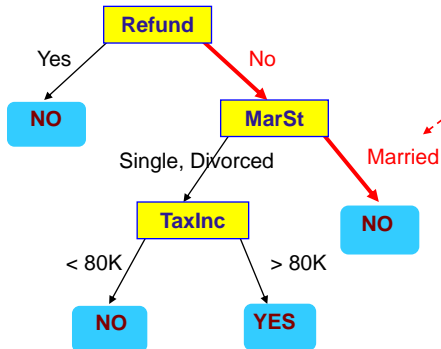 Refund
Yes
No
NO
MarSt
Single, Divorced
Married
TaxInc
NO
< 80K
> 80K
NO
YES